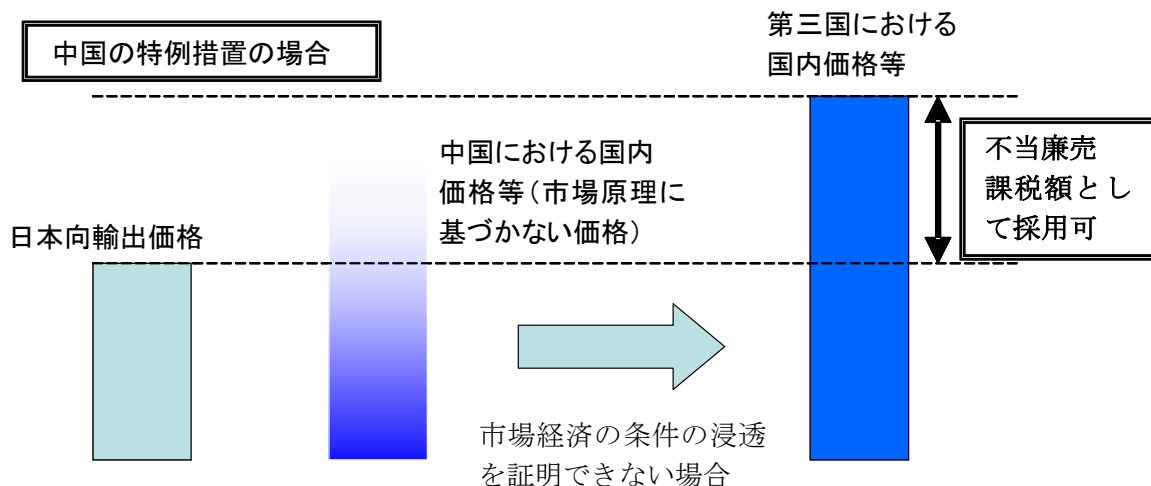 中国の特例措置の場合
第三国における
国内価格等
中国における国内
価格等（市場原理に
基づかない価格）
日本向輸出価格
不当廉売
課税額とし
て採用可
市場経済の条件の浸透
を証明できない場合